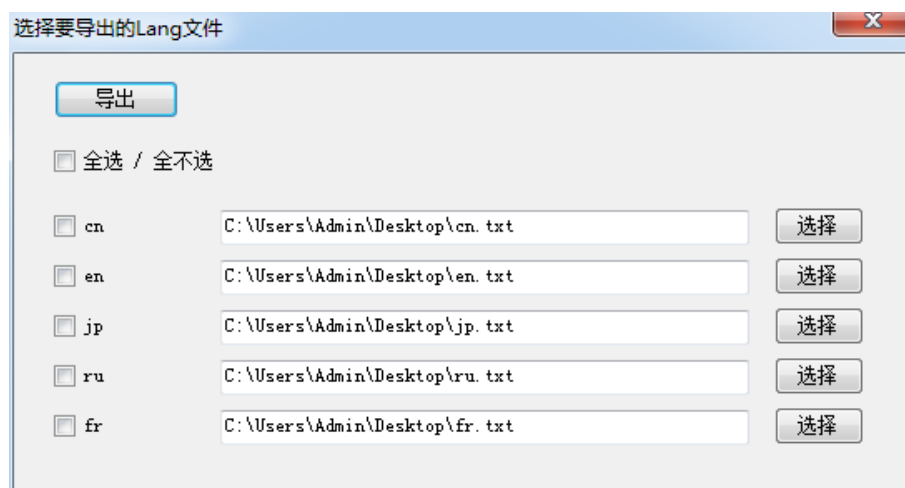 选择要导出的Lang文件
导出
全选 / 全不选
cn C:\Users\Admin\Desktop\cn.txt 选择
en C:\Users\Admin\Desktop\en.txt 选择
jp C:\Users\Admin\Desktop\jp.txt 选择
ru C:\Users\Admin\Desktop\ru.txt 选择
fr C:\Users\Admin\Desktop\fr.txt 选择